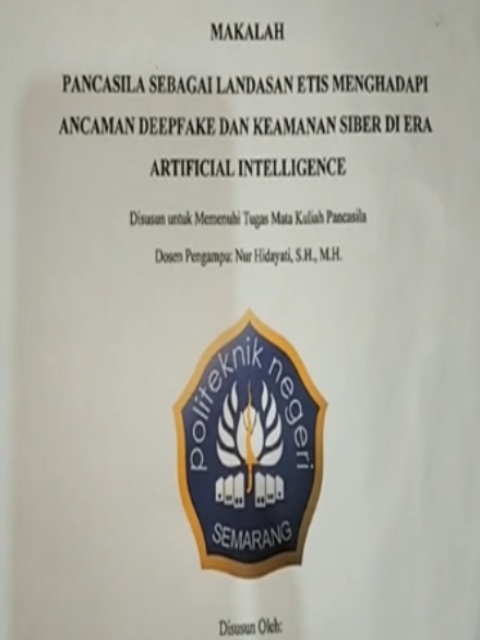 MAKALAH
PANCASILA SEBAGAI LANDASAN ETIS MENGHADAPI
ANCAMAN DEEPFAKE DAN KEAMANAN SIBER DI ERA
ARTIFICIAL INTELLIGENCE
Disusun untuk Memenuhi Tugas Mata Kuliah Pancasila
Dosen Pengampu: Nur Hidayati, S.H., M.H.
politeknik negeri
SEMARANG
Disusun Oleh: